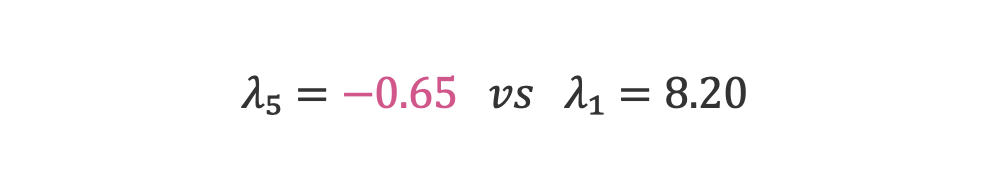 λ₅ = −0.65 vs λ₁ = 8.20